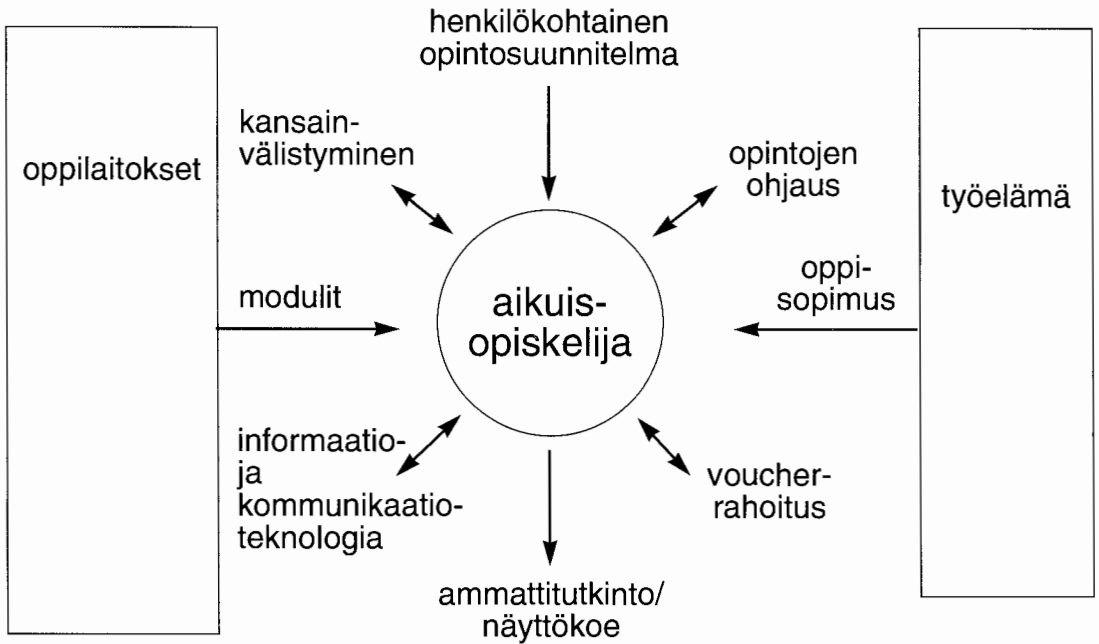 henkilökohtainen
opintosuunnitelma
oppilaitokset
kansain-
välistyminen
opintojen
ohjaus
työelämä
modulit
aikuis-
opiskelija
oppi-
sopimus
informaatio-
ja
kommunikaatio-
teknologia
voucher-
rahoitus
ammattitutkinto/
näyttökoe